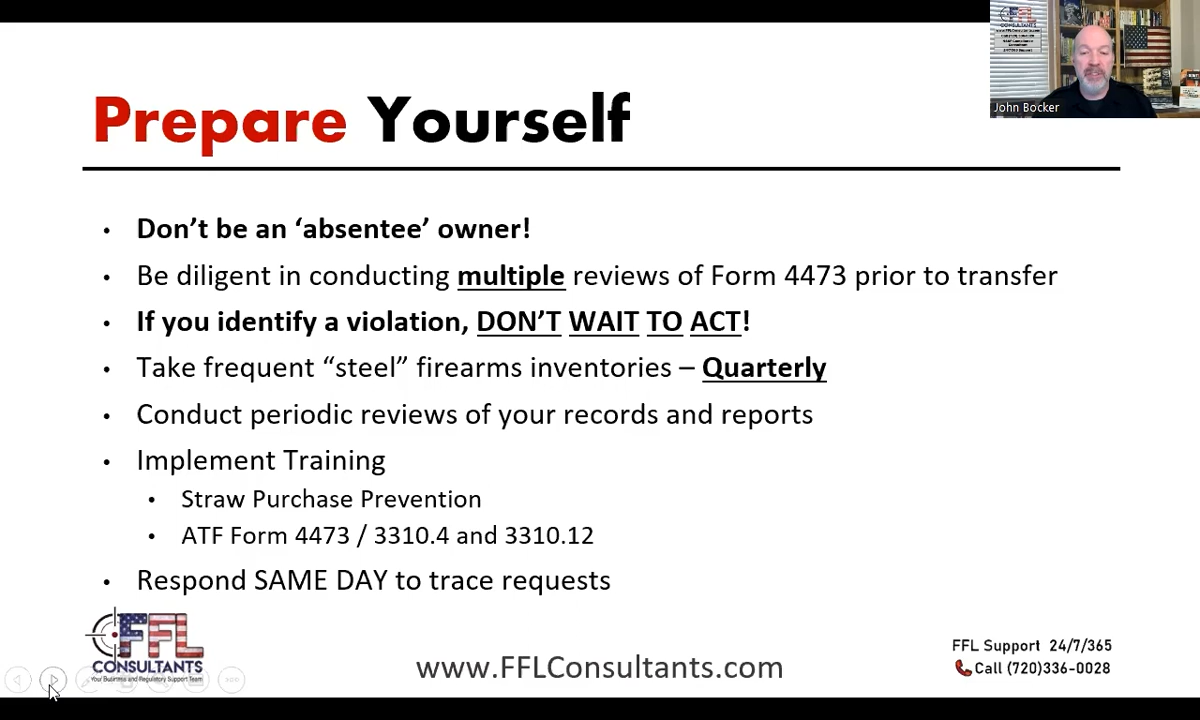 FFL
CONSULTANTS
John Bocker
Prepare Yourself
• Don’t be an ‘absentee’ owner!
• Be diligent in conducting multiple reviews of Form 4473 prior to transfer
• If you identify a violation, DON’T WAIT TO ACT!
• Take frequent “steel” firearms inventories – Quarterly
• Conduct periodic reviews of your records and reports
• Implement Training
• Straw Purchase Prevention
• ATF Form 4473 / 3310.4 and 3310.12
• Respond SAME DAY to trace requests
FFL
CONSULTANTS
Your Business and Regulatory Support Team
www.FFLConsultants.com
FFL Support 24/7/365
Call (720)336-0028